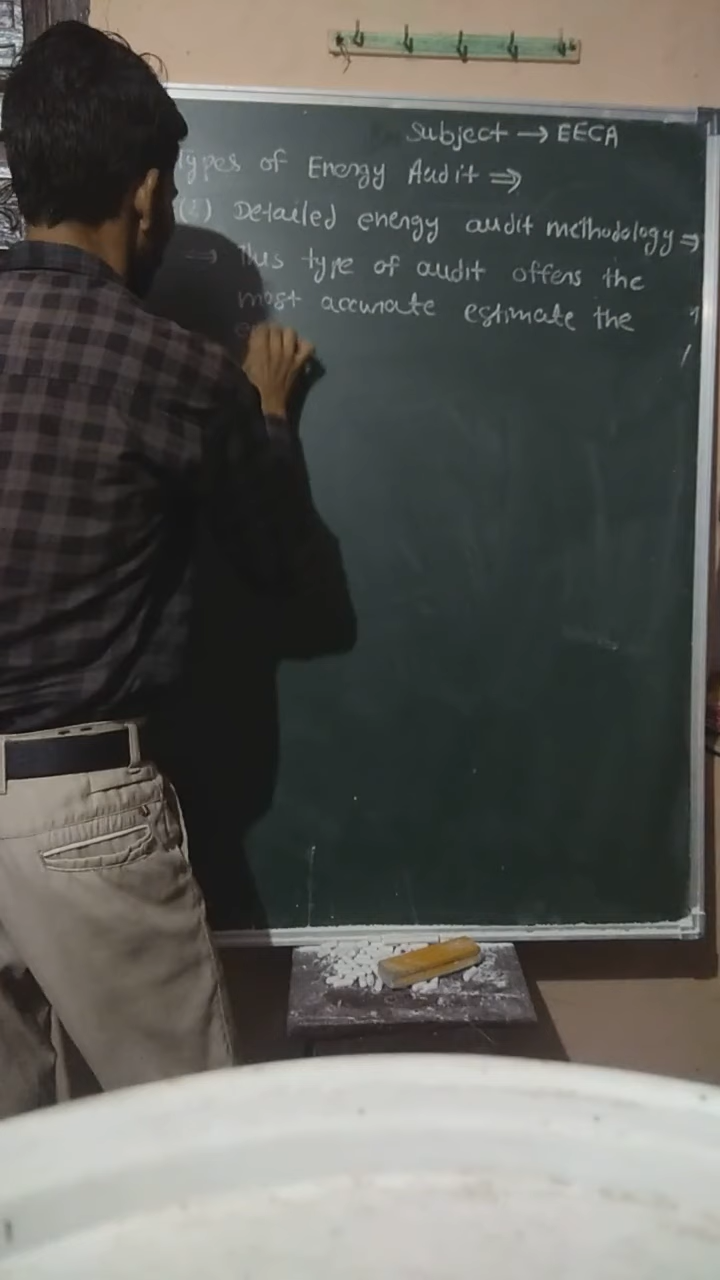 Subject → EECA
Types of Energy Audit ⇒
(2) Detailed energy audit methodology ⇒
⇒ This type of audit offers the
most accurate estimate the